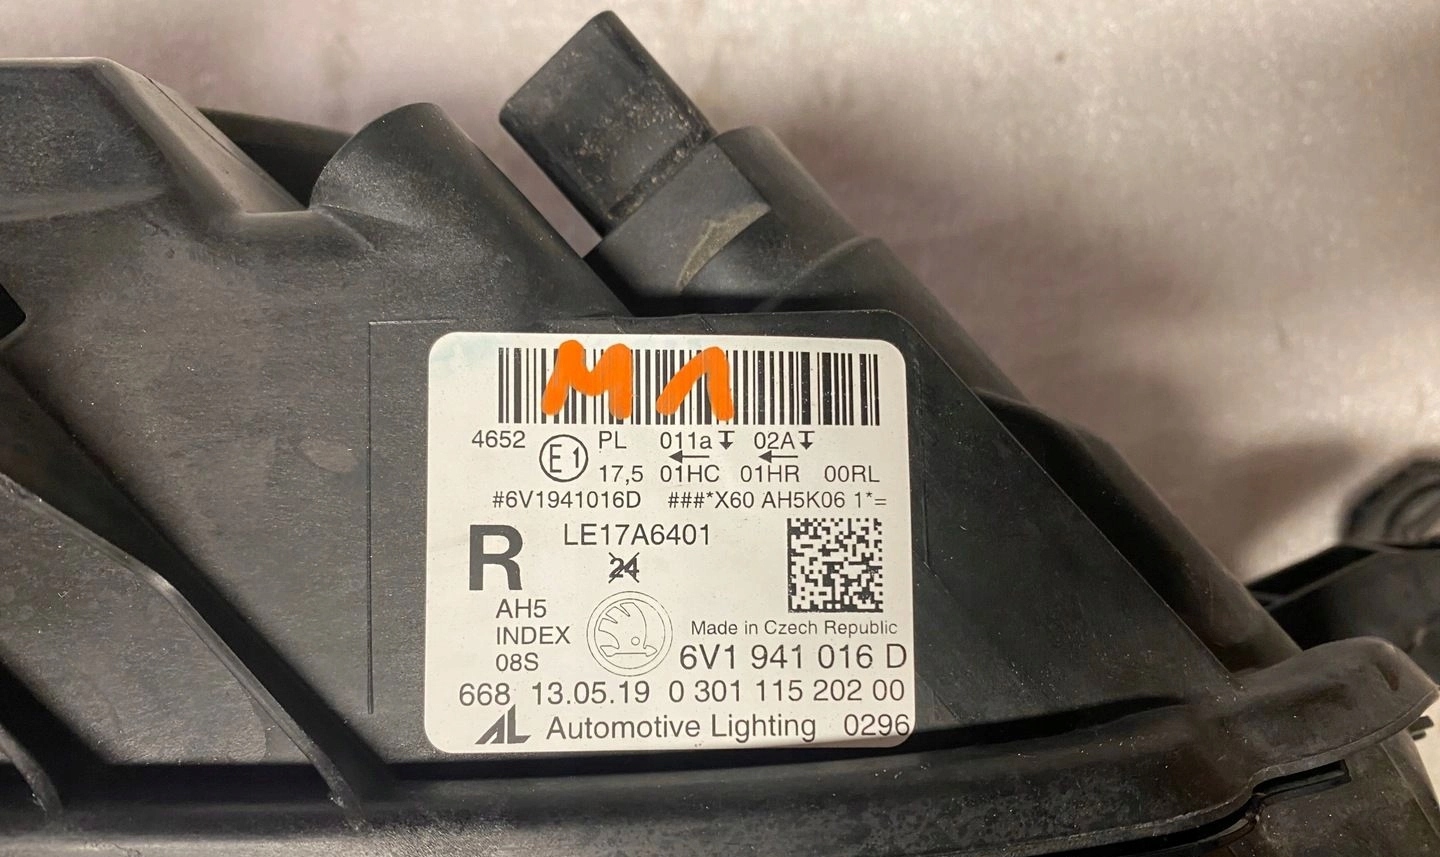 M1
4652 E1 PL 011a 02A
17,5 01HC 01HR 00RL
#6V1941016D ###*X60 AH5K06 1*=
R LE17A6401
24
AH5
INDEX
08S
Made in Czech Republic
6V1 941 016 D
668 13.05.19 0 301 115 202 00
AL Automotive Lighting 0296